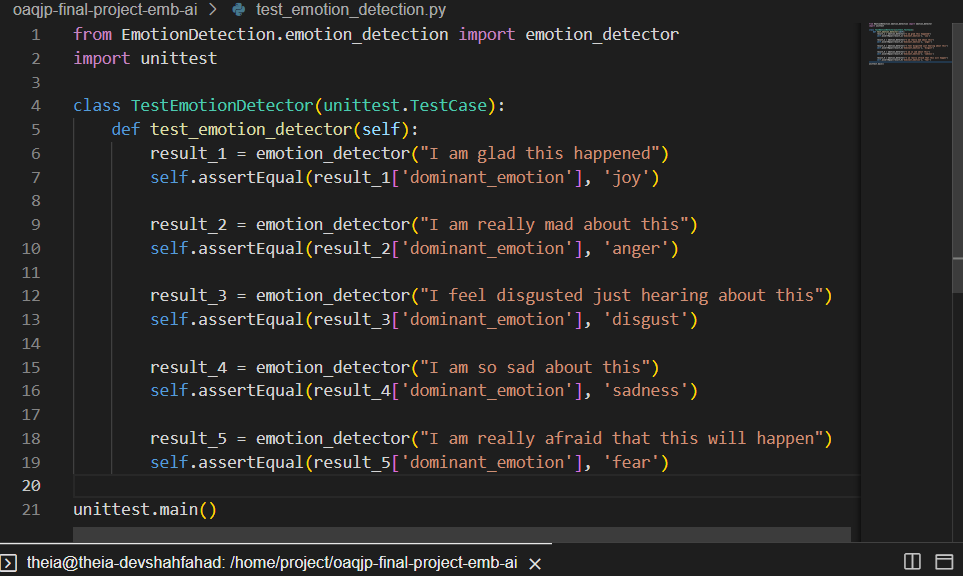 oaqjp-final-project-emb-ai > test_emotion_detection.py
1 from EmotionDetection.emotion_detection import emotion_detector
2 import unittest
3
4 class TestEmotionDetector(unittest.TestCase):
5     def test_emotion_detector(self):
6         result_1 = emotion_detector("I am glad this happened")
7         self.assertEqual(result_1['dominant_emotion'], 'joy')
8
9         result_2 = emotion_detector("I am really mad about this")
10         self.assertEqual(result_2['dominant_emotion'], 'anger')
11
12         result_3 = emotion_detector("I feel disgusted just hearing about this")
13         self.assertEqual(result_3['dominant_emotion'], 'disgust')
14
15         result_4 = emotion_detector("I am so sad about this")
16         self.assertEqual(result_4['dominant_emotion'], 'sadness')
17
18         result_5 = emotion_detector("I am really afraid that this will happen")
19         self.assertEqual(result_5['dominant_emotion'], 'fear')
20
21 unittest.main()
theia@theia-devshahfahad: /home/project/oaqjp-final-project-emb-ai